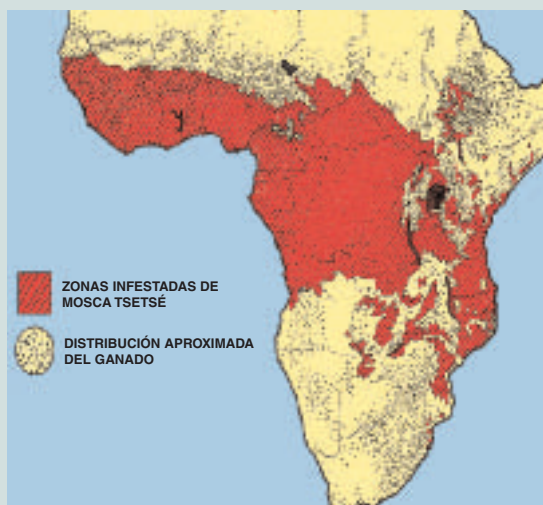 ZONAS INFESTADAS DE
MOSCA TSETSÉ
DISTRIBUCIÓN APROXIMADA
DEL GANADO